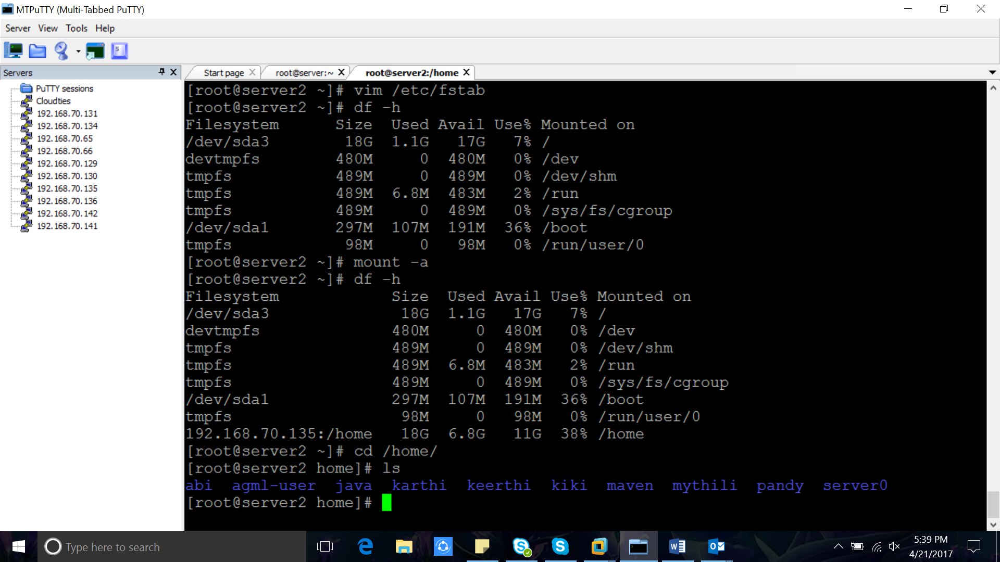 MTPuTTY (Multi-Tabbed PuTTY)
Server View Tools Help
Servers
PuTTY sessions
Cloudties
192.168.70.131
192.168.70.134
192.168.70.65
192.168.70.66
192.168.70.129
192.168.70.130
192.168.70.135
192.168.70.136
192.168.70.142
192.168.70.141
Start page root@server:~ root@server2:/home
[root@server2 ~]# vim /etc/fstab
[root@server2 ~]# df -h
Filesystem Size Used Avail Use% Mounted on
/dev/sda3 18G 1.1G 17G 7% /
devtmpfs 480M 0 480M 0% /dev
tmpfs 489M 0 489M 0% /dev/shm
tmpfs 489M 6.8M 483M 2% /run
tmpfs 489M 0 489M 0% /sys/fs/cgroup
/dev/sda1 297M 107M 191M 36% /boot
tmpfs 98M 0 98M 0% /run/user/0
[root@server2 ~]# mount -a
[root@server2 ~]# df -h
Filesystem Size Used Avail Use% Mounted on
/dev/sda3 18G 1.1G 17G 7% /
devtmpfs 480M 0 480M 0% /dev
tmpfs 489M 0 489M 0% /dev/shm
tmpfs 489M 6.8M 483M 2% /run
tmpfs 489M 0 489M 0% /sys/fs/cgroup
/dev/sda1 297M 107M 191M 36% /boot
tmpfs 98M 0 98M 0% /run/user/0
192.168.70.135:/home 18G 6.8G 11G 38% /home
[root@server2 ~]# cd /home/
[root@server2 home]# ls
abi agml-user java karthi keerthi kiki maven mythili pandy server0
[root@server2 home]#
Type here to search
5:39 PM
4/21/2017